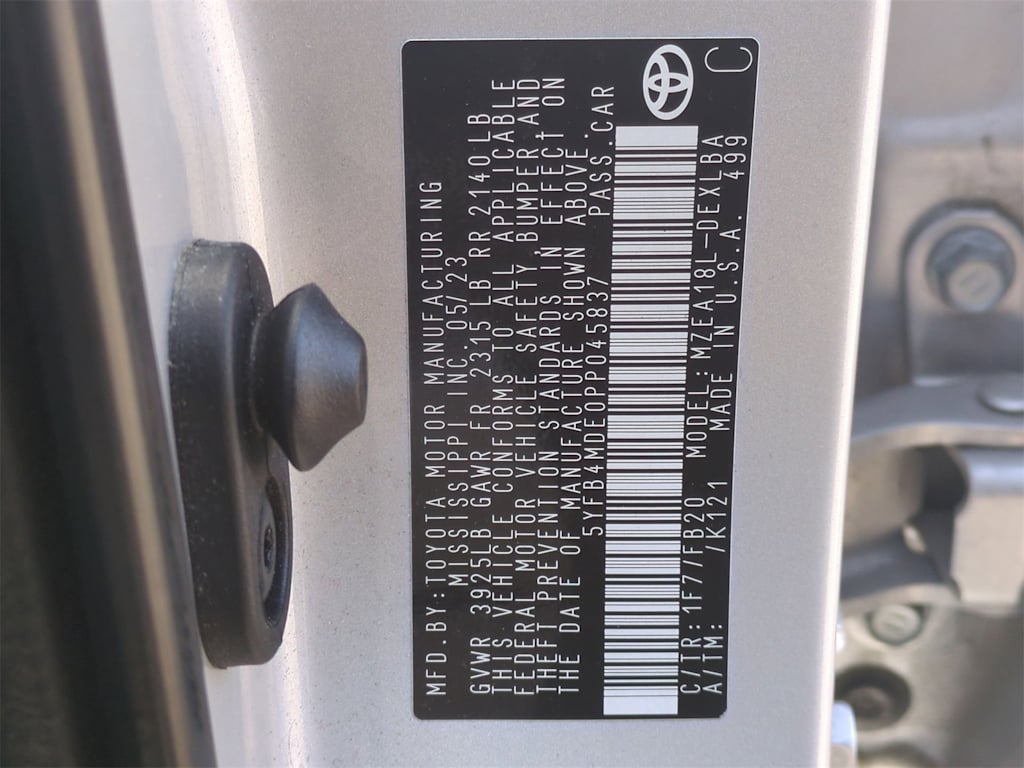 MFD.BY:TOYOTA MOTOR MANUFACTURING
MISSISSIPPI INC. 05/23
GVWR 3925LB GAWR FR 2315 LB RR 2140LB
THIS VEHICLE CONFORMS TO ALL APPLICABLE
FEDERAL MOTOR VEHICLE SAFETY, BUMPER AND
THEFT PREVENTION STANDARDS IN EFFECT ON
THE DATE OF MANUFACTURE SHOWN ABOVE.
5YFB4MDE0PP045837 PASS.CAR
C/TR:1F7/FB20 MODEL:MZEA18L-DEXLBA
A/TM: /K121 MADE IN U.S.A. 499
C